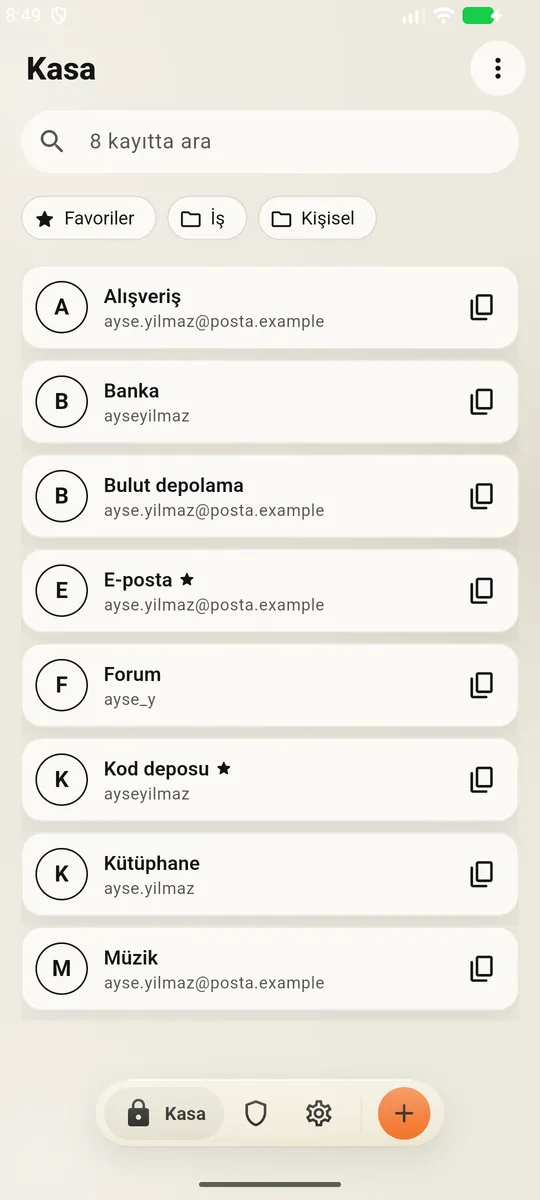 8:49
Kasa
8 kayıtta ara
Favoriler
İş
Kişisel
A
Alışveriş
ayse.yilmaz@posta.example
B
Banka
ayseyilmaz
B
Bulut depolama
ayse.yilmaz@posta.example
E
E-posta
ayse.yilmaz@posta.example
F
Forum
ayse_y
K
Kod deposu
ayseyilmaz
K
Kütüphane
ayse.yilmaz
M
Müzik
ayse.yilmaz@posta.example
Kasa